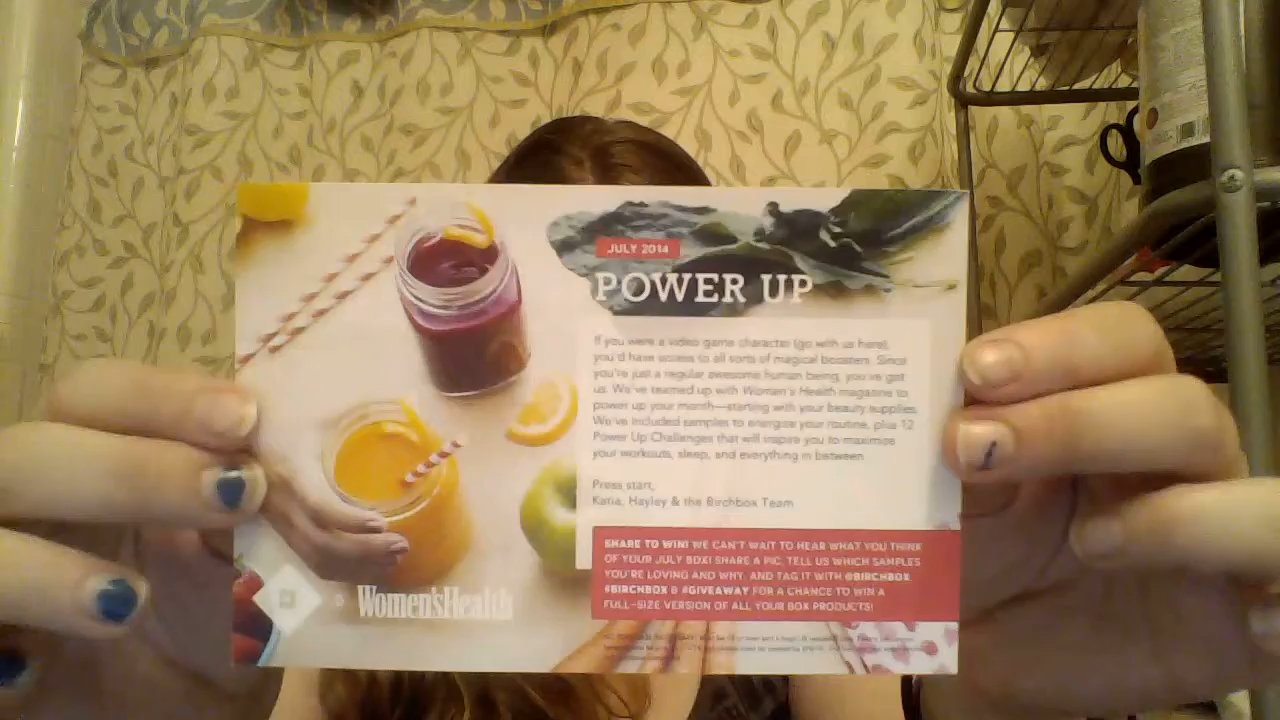 JULY 2014
POWER UP
If you were a video game character (go with us here),
you'd have access to all sorts of magical boosters. Since
you're just a regular awesome human being, you've got
us. We've teamed up with Women's Health magazine to
power up your month—starting with your beauty supplies.
We've included samples to energize your routine, plus 12
Power Up Challenges that will inspire you to maximize
your workouts, sleep, and everything in between.
Press start,
Katia, Hayley & the Birchbox Team
SHARE TO WIN! WE CAN'T WAIT TO HEAR WHAT YOU THINK
OF YOUR JULY BOX! SHARE A PIC, TELL US WHICH SAMPLES
YOU'RE LOVING AND WHY, AND TAG IT WITH @BIRCHBOX
#BIRCHBOX & #GIVEAWAY FOR A CHANCE TO WIN A
FULL-SIZE VERSION OF ALL YOUR BOX PRODUCTS!
Women'sHealth